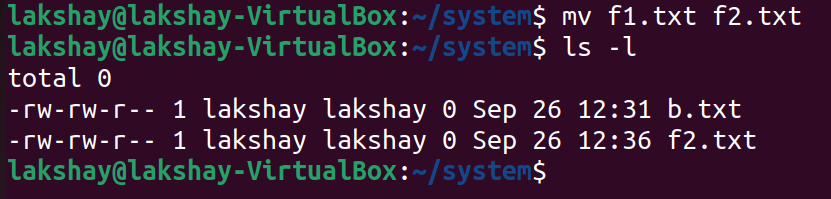 lakshay@lakshay-VirtualBox:~/system$ mv f1.txt f2.txt
lakshay@lakshay-VirtualBox:~/system$ ls -l
total 0
-rw-rw-r-- 1 lakshay lakshay 0 Sep 26 12:31 b.txt
-rw-rw-r-- 1 lakshay lakshay 0 Sep 26 12:36 f2.txt
lakshay@lakshay-VirtualBox:~/system$